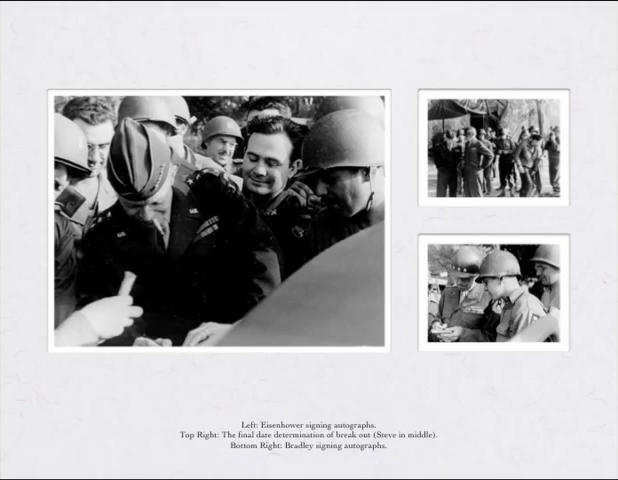 Left: Eisenhower signing autographs.
Top Right: The final date determination of break out (Steve in middle).
Bottom Right: Bradley signing autographs.